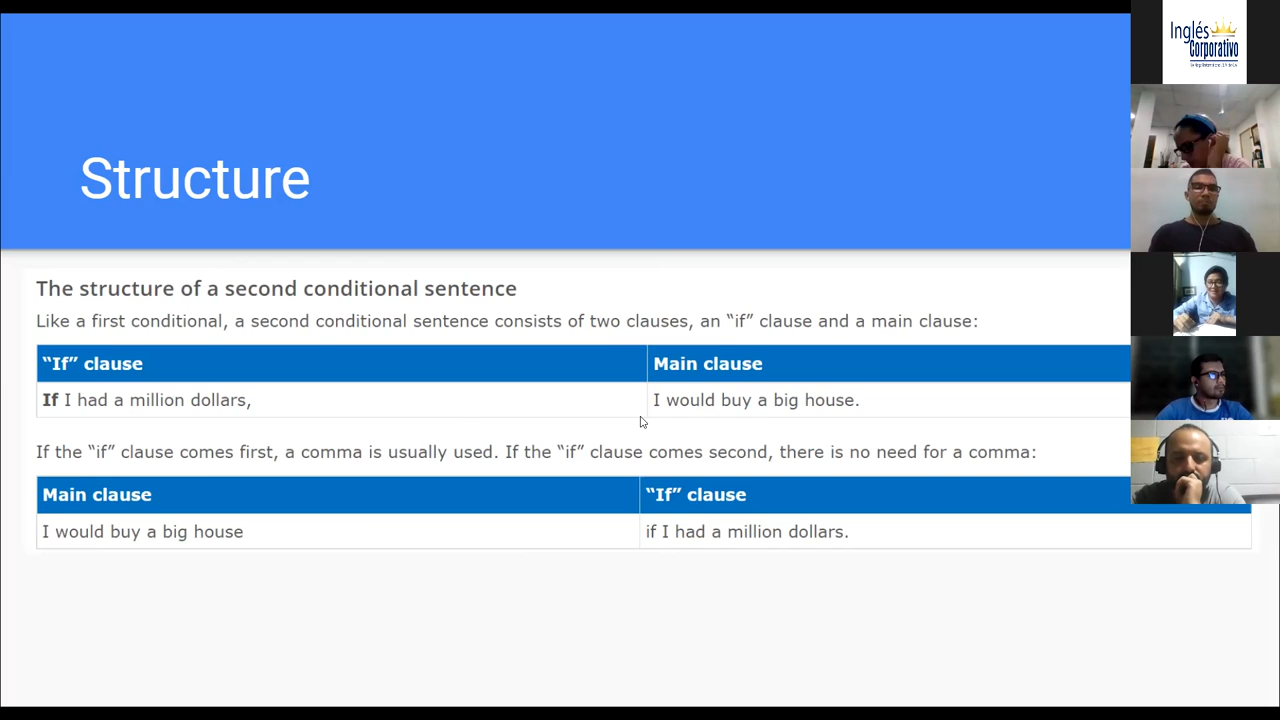 Inglés
Corporativo
Structure
The structure of a second conditional sentence
Like a first conditional, a second conditional sentence consists of two clauses, an “if” clause and a main clause:
“If” clause Main clause
If I had a million dollars, I would buy a big house.
If the “if” clause comes first, a comma is usually used. If the “if” clause comes second, there is no need for a comma:
Main clause “If” clause
I would buy a big house if I had a million dollars.